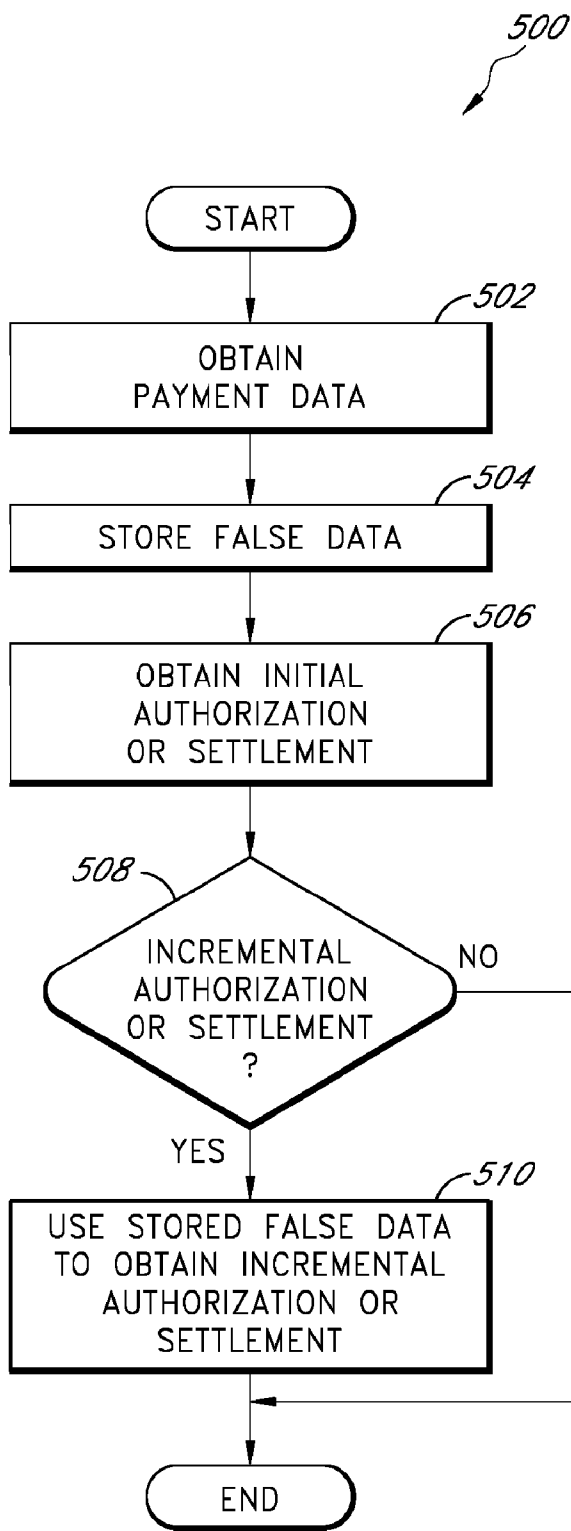 500
START
502
OBTAIN
PAYMENT DATA
504
STORE FALSE DATA
506
OBTAIN INITIAL
AUTHORIZATION
OR SETTLEMENT
508
INCREMENTAL
AUTHORIZATION
OR SETTLEMENT
?
NO
YES
510
USE STORED FALSE DATA
TO OBTAIN INCREMENTAL
AUTHORIZATION OR
SETTLEMENT
END